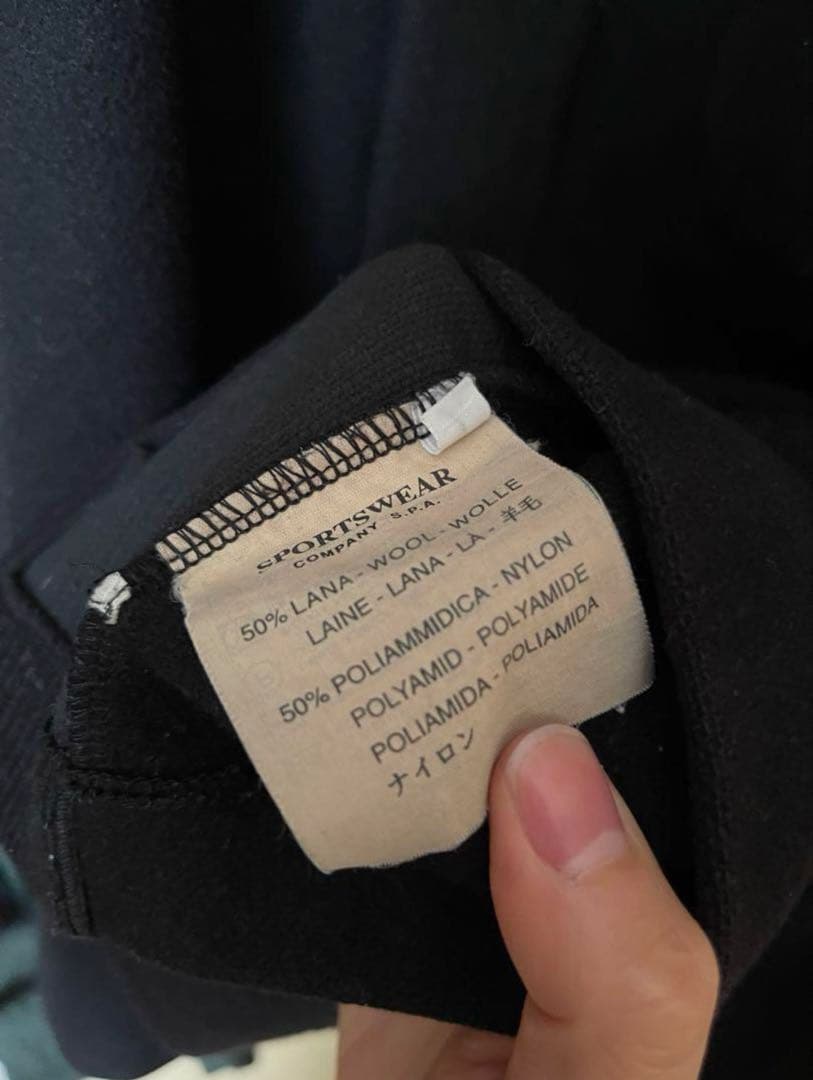 SPORTSWEAR
COMPANY S.P.A.
50% LANA - WOOL - WOLLE
LAINE - LANA - LÀ - 羊毛
50% POLIAMMIDICA - NYLON
POLYAMID - POLYAMIDE
POLIAMIDA - POLIAMIDA
ナイロン